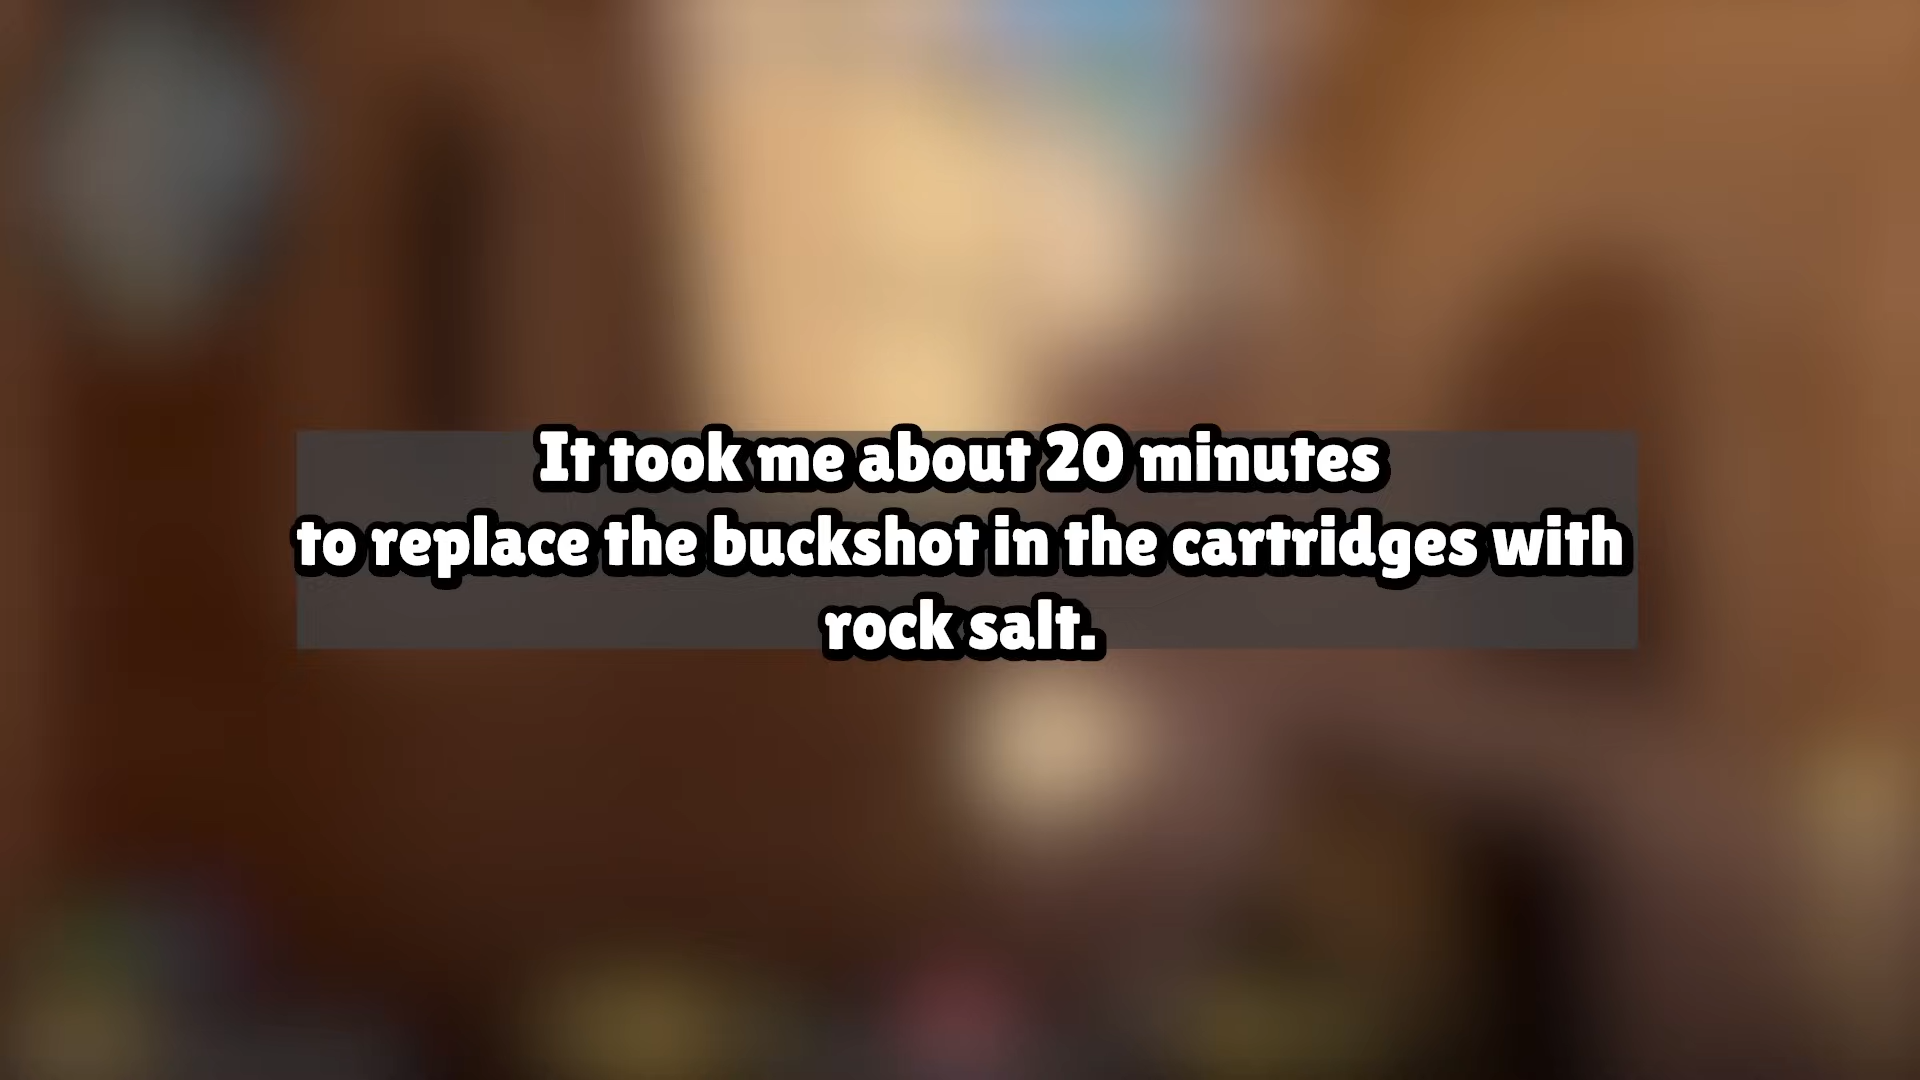 It took me about 20 minutes
to replace the buckshot in the cartridges with
rock salt.